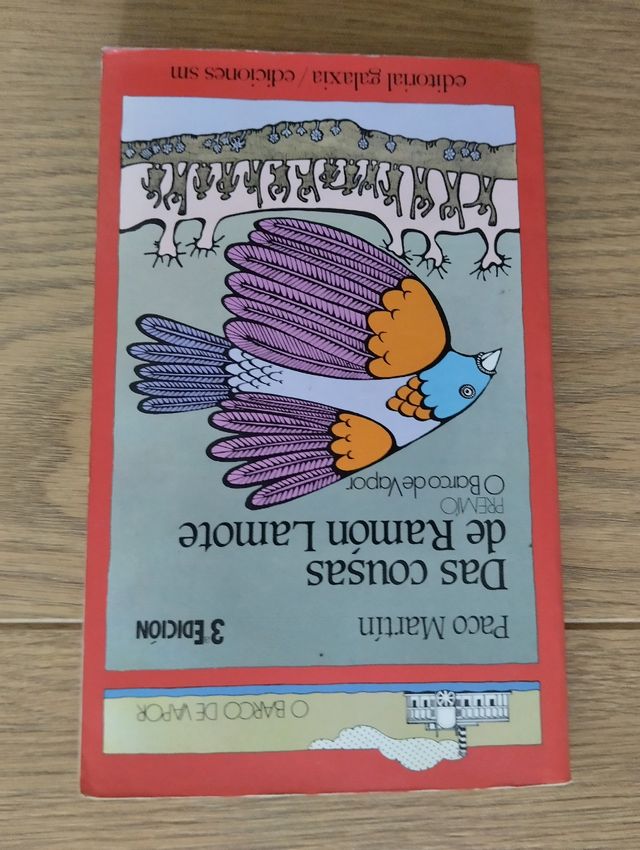 O BARCO DE VAPOR
Paco Martín
3 EDICIÓN
Das cousas
de Ramón Lamote
PREMIO
O Barco de Vapor
editorial galaxia / ediciones sm